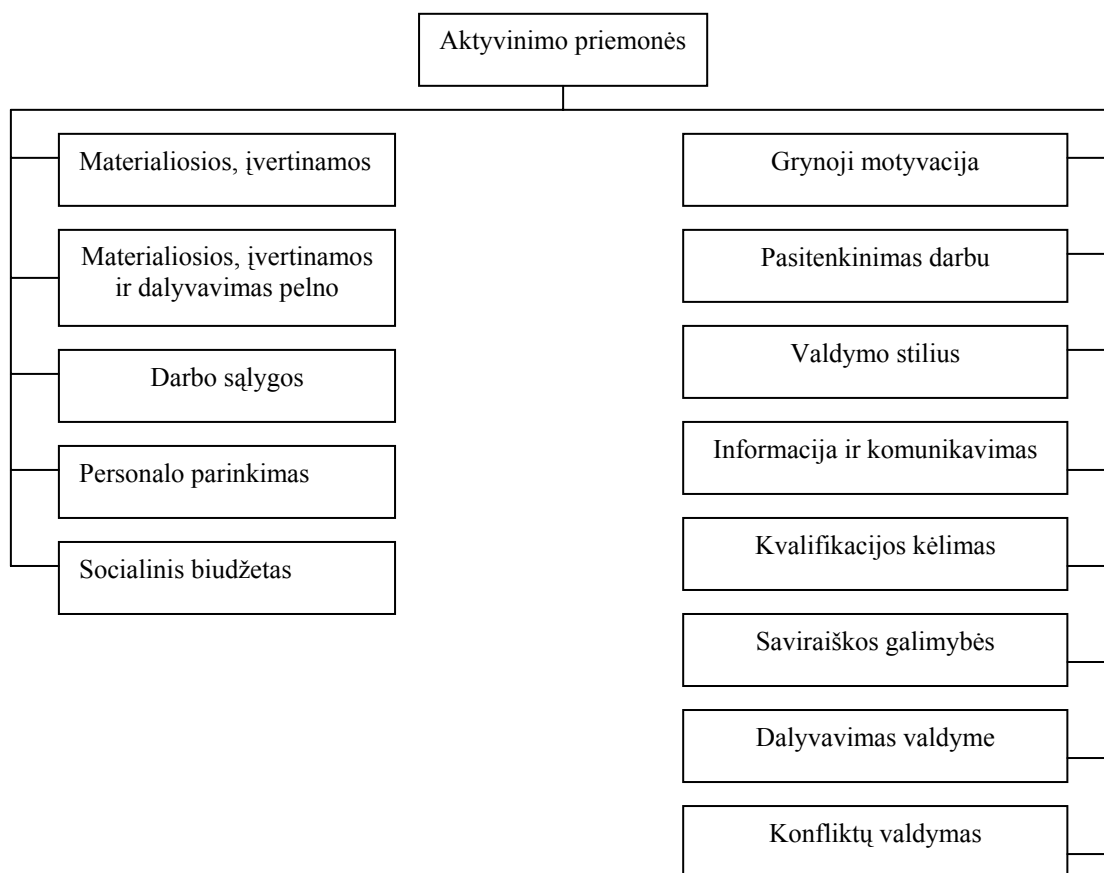 Aktyvinimo priemonės
Materialiosios, įvertinamos
Materialiosios, įvertinamos
ir dalyvavimas pelno
Darbo sąlygos
Personalo parinkimas
Socialinis biudžetas
Grynoji motyvacija
Pasitenkinimas darbu
Valdymo stilius
Informacija ir komunikavimas
Kvalifikacijos kėlimas
Saviraiškos galimybės
Dalyvavimas valdyme
Konfliktų valdymas